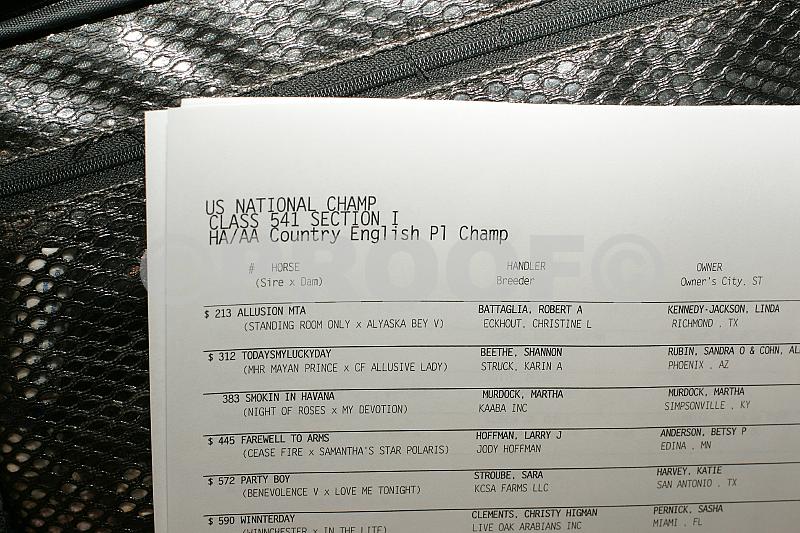 US NATIONAL CHAMP
CLASS 541 SECTION I
HA/AA Country English Pl Champ
# HORSE HANDLER OWNER
(Sire x Dam) Breeder Owner's City, ST
$ 213 ALLUSION MTA BATTAGLIA, ROBERT A KENNEDY-JACKSON, LINDA
(STANDING ROOM ONLY x ALYASKA BEY V) ECKHOUT, CHRISTINE L RICHMOND , TX
$ 312 TODAYSMYLUCKYDAY BEETHE, SHANNON RUBIN, SANDRA O & COHN,
(MHR MAYAN PRINCE x CF ALLUSIVE LADY) STRUCK, KARIN A PHOENIX , AZ
383 SMOKIN IN HAVANA MURDOCK, MARTHA MURDOCK, MARTHA
(NIGHT OF ROSES x MY DEVOTION) KAABA INC SIMPSONVILLE , KY
$ 445 FAREWELL TO ARMS HOFFMAN, LARRY J ANDERSON, BETSY P
(CEASE FIRE x SAMANTHA'S STAR POLARIS) JODY HOFFMAN EDINA , MN
$ 572 PARTY BOY STROUBE, SARA HARVEY, KATIE
(BENEVOLENCE V x LOVE ME TONIGHT) KCSA FARMS LLC SAN ANTONIO , TX
$ 590 WINNTERDAY CLEMENTS, CHRISTY HIGMAN PERNICK, SASHA
(WINNCHESTER x IN THE LITE) LIVE OAK ARABIANS INC MIAMI , FL
© PROOF ©